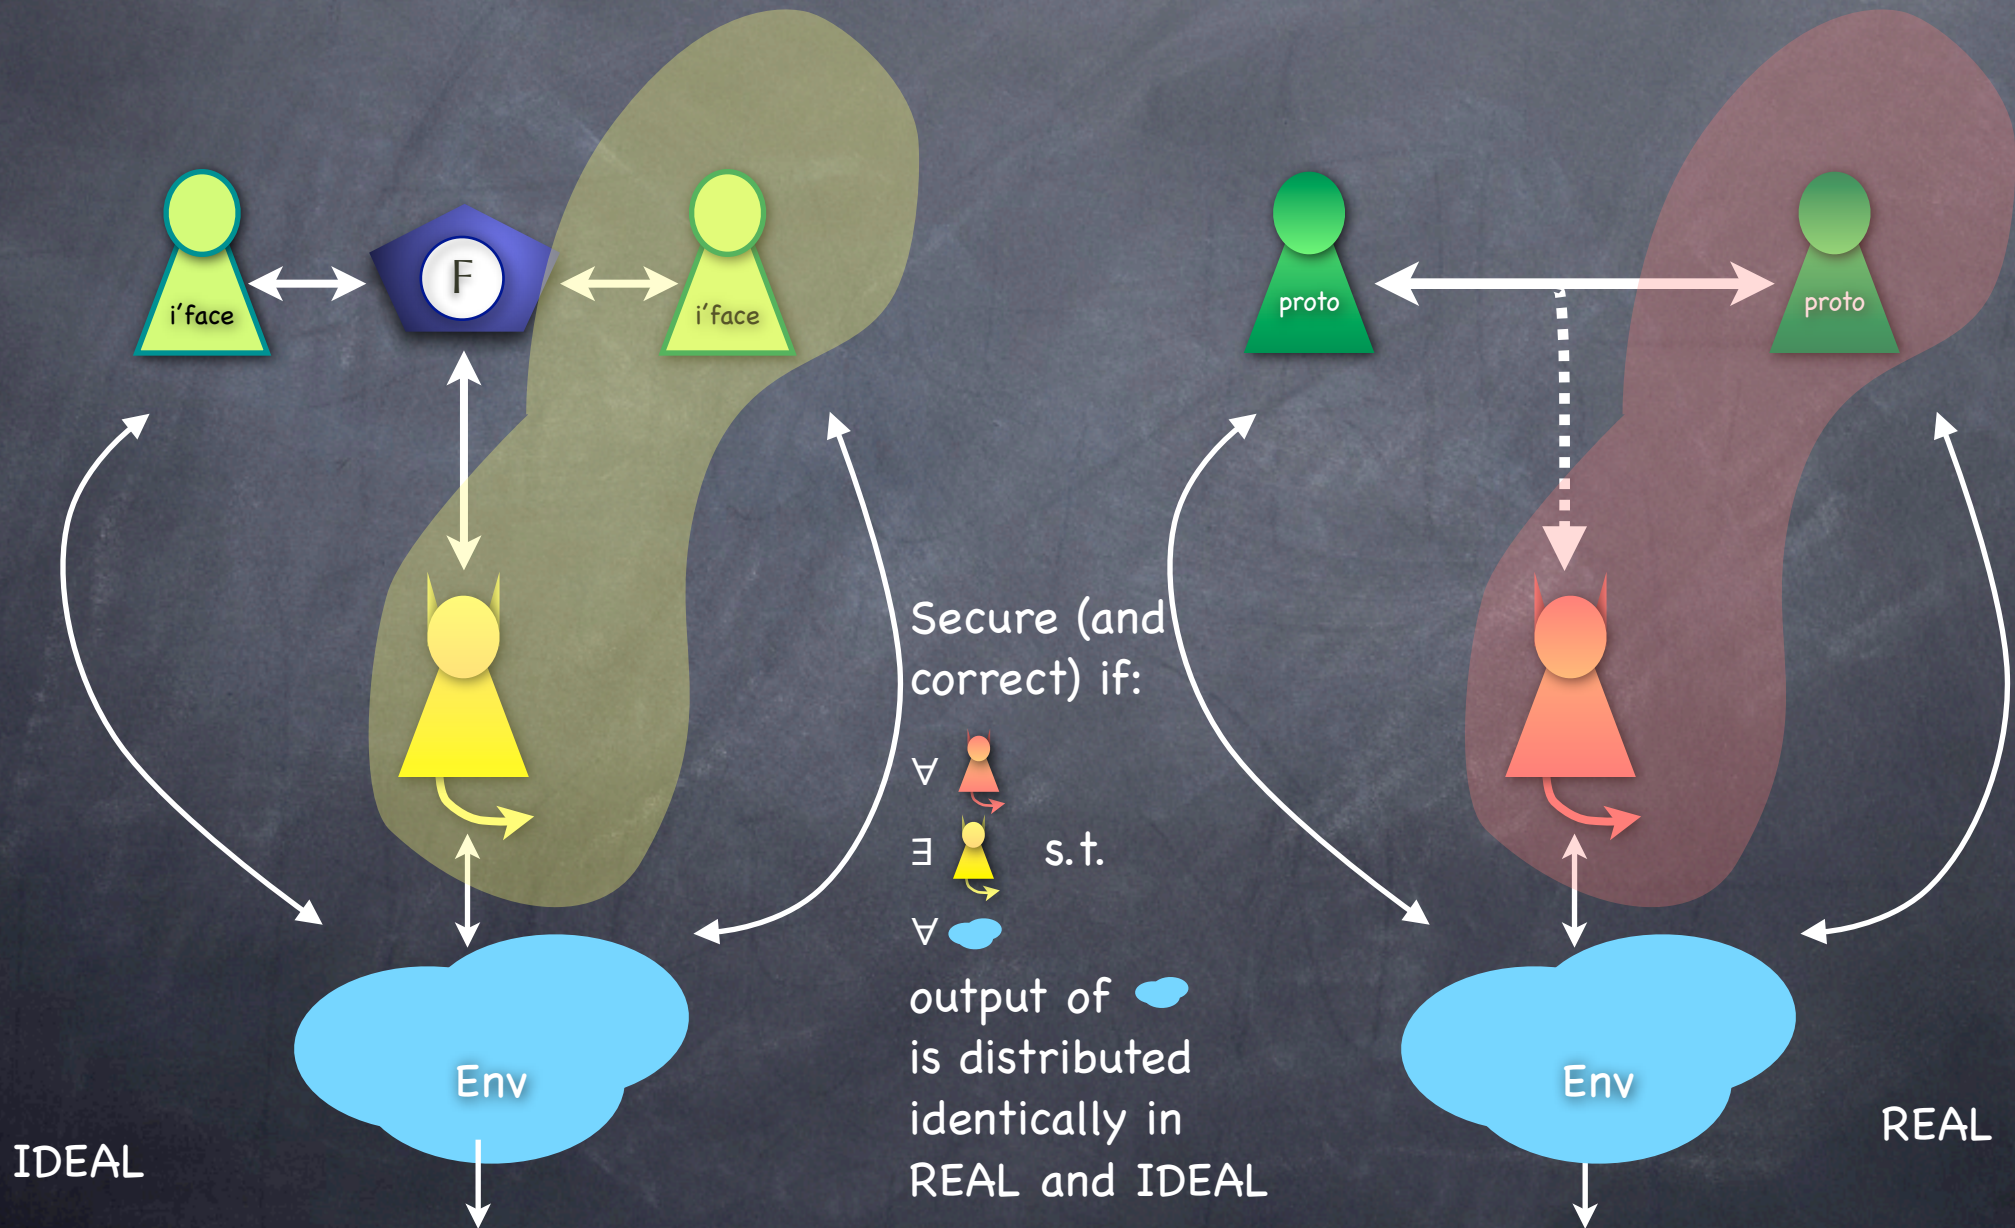 i'face
F
i'face
proto
proto
Secure (and
correct) if:
∀
∃ s.t.
∀
output of
is distributed
identically in
REAL and IDEAL
Env
Env
IDEAL
REAL